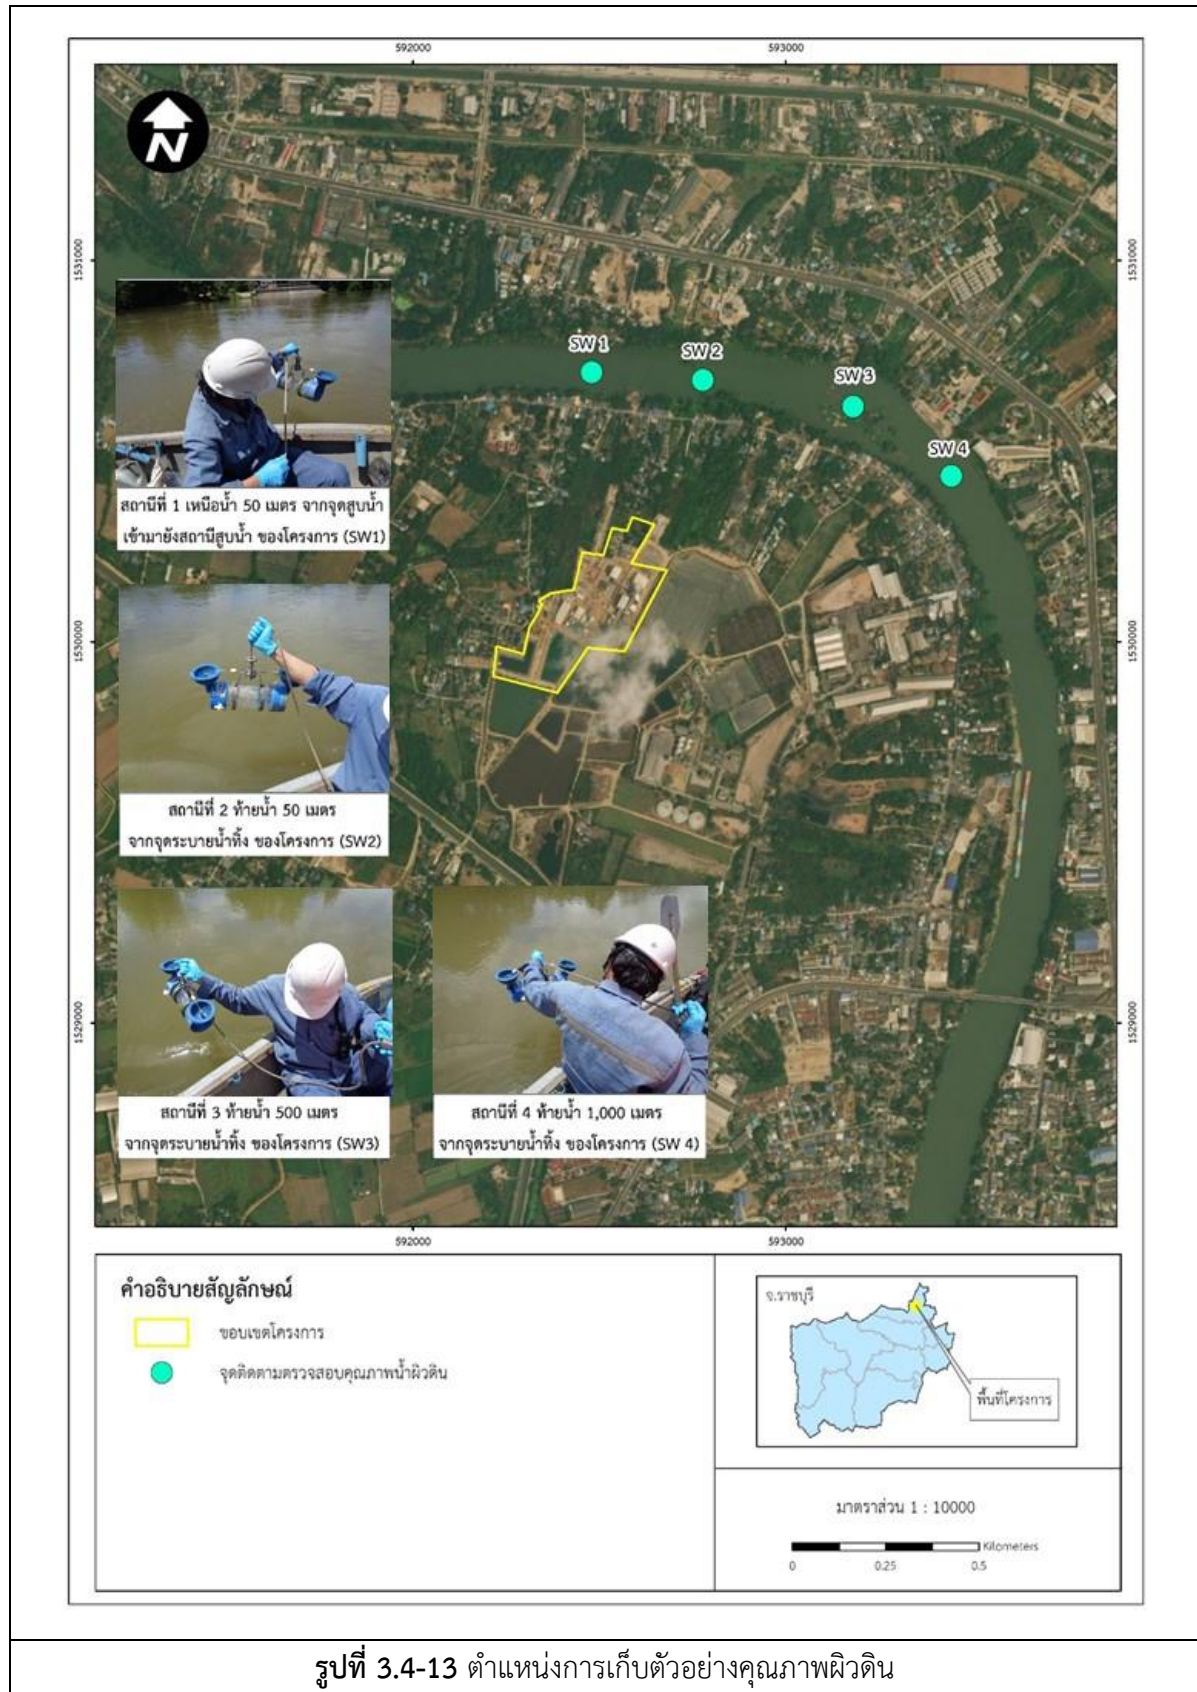 592000
593000
N
1531000
1531000
SW 1
SW 2
SW 3
SW 4
สถานีที่ 1 เหนือน้ำ 50 เมตร จากจุดสูบน้ำ
เข้ามายังสถานีสูบน้ำ ของโครงการ (SW1)
1530000
1530000
สถานีที่ 2 ท้ายน้ำ 50 เมตร
จากจุดระบายน้ำทิ้ง ของโครงการ (SW2)
1529000
1529000
สถานีที่ 3 ท้ายน้ำ 500 เมตร
จากจุดระบายน้ำทิ้ง ของโครงการ (SW3)
สถานีที่ 4 ท้ายน้ำ 1,000 เมตร
จากจุดระบายน้ำทิ้ง ของโครงการ (SW 4)
592000
593000
คำอธิบายสัญลักษณ์
ขอบเขตโครงการ
จุดติดตามตรวจสอบคุณภาพน้ำผิวดิน
จ.ราชบุรี
พื้นที่โครงการ
มาตราส่วน 1 : 10000
Kilometers
0 0.25 0.5
รูปที่ 3.4-13 ตำแหน่งการเก็บตัวอย่างคุณภาพผิวดิน